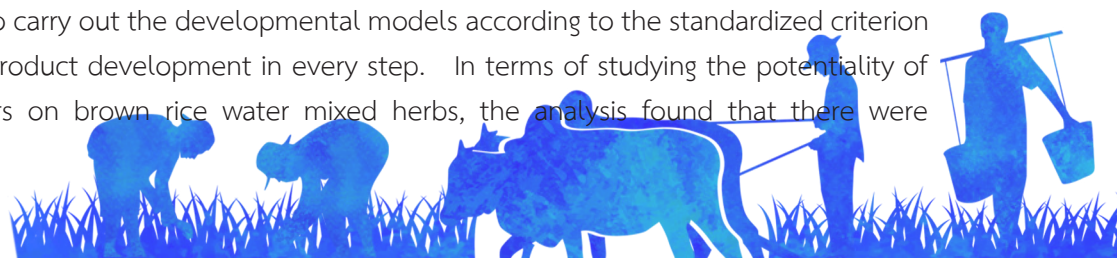 carry out the developmental models according to the standardized criterion
product development in every step. In terms of studying the potentiality of
on brown rice water mixed herbs, the analysis found that there were